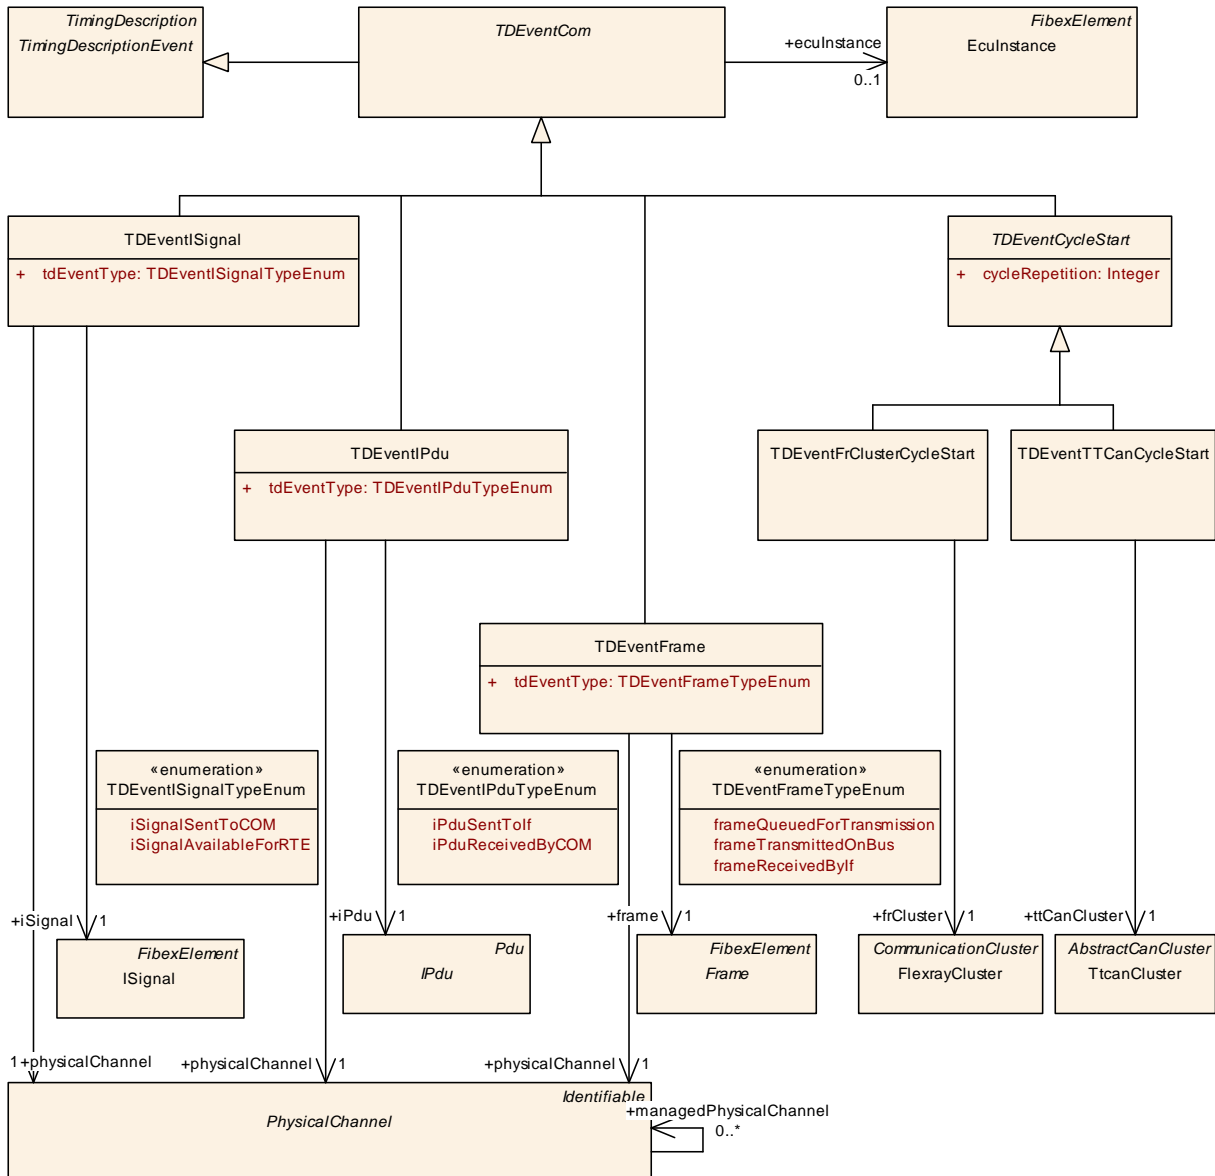 TimingDescription
TimingDescriptionEvent
TDEventCom
+ecuInstance
0..1
FibexElement
EcuInstance
TDEventISignal
+ tdEventType: TDEventISignalTypeEnum
TDEventCycleStart
+ cycleRepetition: Integer
TDEventIPdu
+ tdEventType: TDEventIPduTypeEnum
TDEventFrClusterCycleStart
TDEventTTCanCycleStart
TDEventFrame
+ tdEventType: TDEventFrameTypeEnum
«enumeration»
TDEventISignalTypeEnum
iSignalSentToCOM
iSignalAvailableForRTE
«enumeration»
TDEventIPduTypeEnum
iPduSentToIf
iPduReceivedByCOM
«enumeration»
TDEventFrameTypeEnum
frameQueuedForTransmission
frameTransmittedOnBus
frameReceivedByIf
+iSignal 1
+iPdu 1
+frame 1
+frCluster 1
+ttCanCluster 1
FibexElement
ISignal
Pdu
IPdu
FibexElement
Frame
CommunicationCluster
FlexrayCluster
AbstractCanCluster
TtcanCluster
1 +physicalChannel
+physicalChannel 1
+physicalChannel 1
Identifiable
PhysicalChannel
+managedPhysicalChannel
0..*